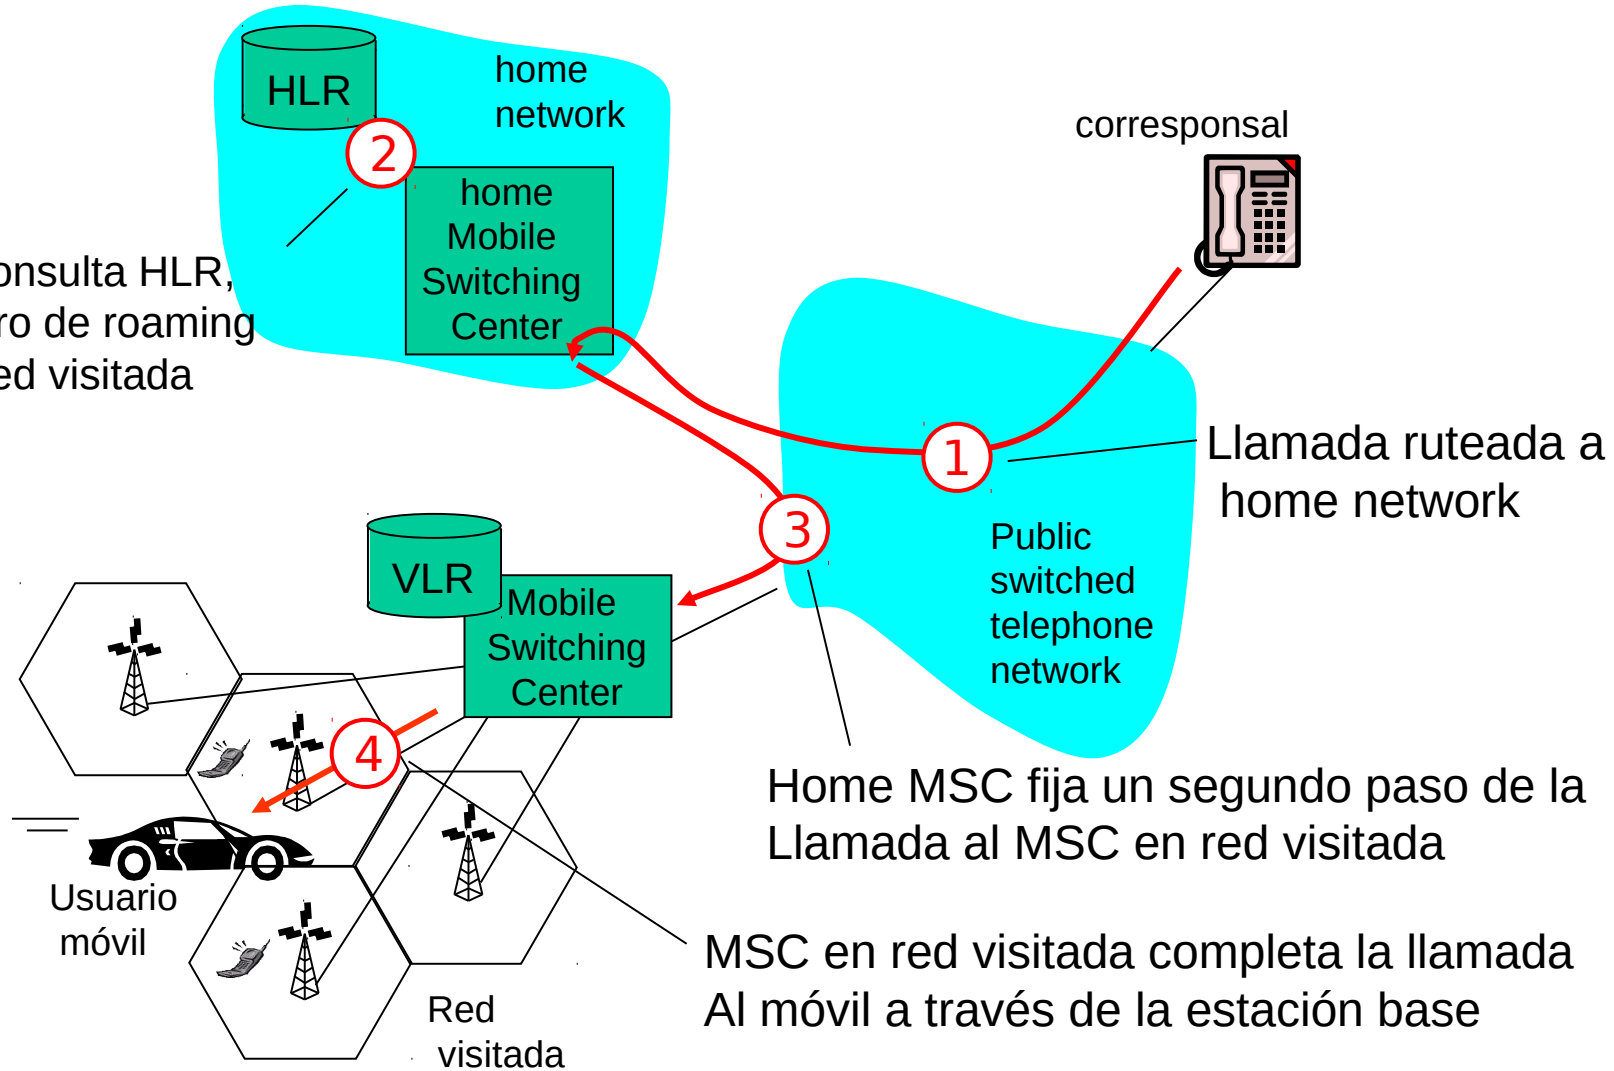 HLR
home
network
2
home
Mobile
Switching
Center
corresponsal
HLR,
de roaming
visitada
1
Llamada ruteada a
home network
3
Public
switched
telephone
network
VLR
Mobile
Switching
Center
4
Home MSC fija un segundo paso de la
Llamada al MSC en red visitada
Usuario
móvil
MSC en red visitada completa la llamada
Al móvil a través de la estación base
Red
visitada